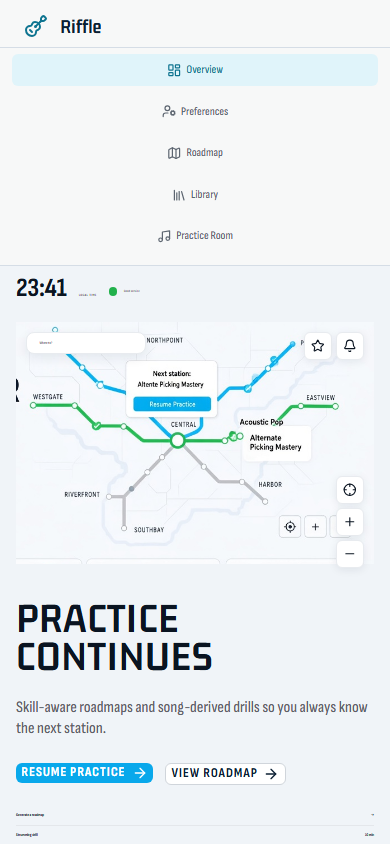 Riffle
Overview
Preferences
Roadmap
Library
Practice Room
23:41
NORTHPOINT
Next station:
Altente Picking Mastery
Resume Practice
WESTGATE
EASTVIEW
CENTRAL
Acoustic Pop
Alternate
Picking Mastery
RIVERFRONT
HARBOR
SOUTHBAY
PRACTICE
CONTINUES
Skill-aware roadmaps and song-derived drills so you always know
the next station.
RESUME PRACTICE
VIEW ROADMAP